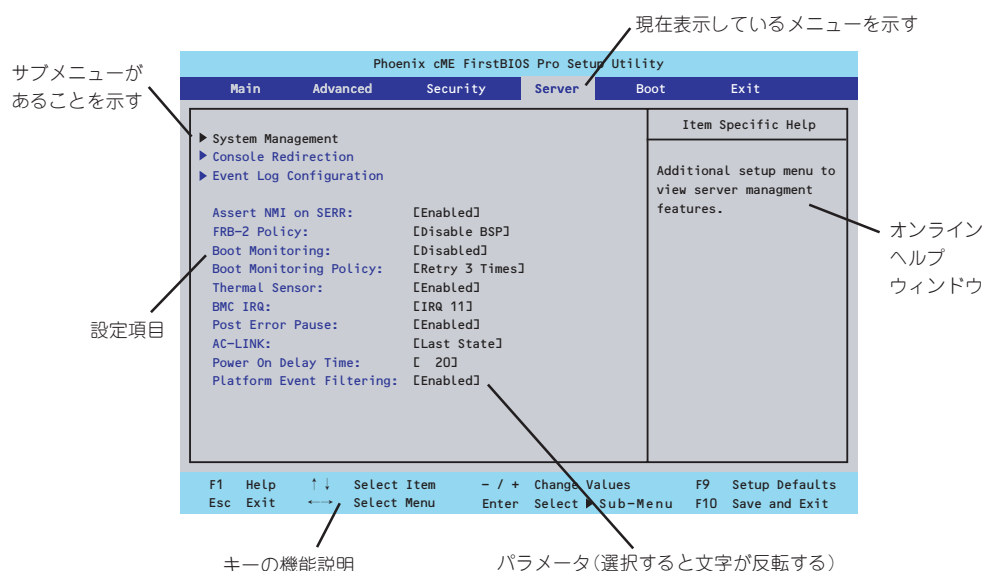 現在表示しているメニューを示す
サブメニューが
あることを示す
Phoenix cME FirstBIOS Pro Setup Utility
Main Advanced Security Server Boot Exit
▶ System Management
▶ Console Redirection
▶ Event Log Configuration
Assert NMI on SERR: [Enabled]
FRB-2 Policy: [Disable BSP]
Boot Monitoring: [Disabled]
Boot Monitoring Policy: [Retry 3 Times]
Thermal Sensor: [Enabled]
BMC IRQ: [IRQ 11]
Post Error Pause: [Enabled]
AC-LINK: [Last State]
Power On Delay Time: [ 20]
Platform Event Filtering: [Enabled]
Item Specific Help
Additional setup menu to
view server managment
features.
オンライン
ヘルプ
ウィンドウ
設定項目
F1 Help ↑↓ Select Item - / + Change Values F9 Setup Defaults
Esc Exit ←→ Select Menu Enter Select ▶ Sub-Menu F10 Save and Exit
キーの機能説明
パラメータ(選択すると文字が反転する)